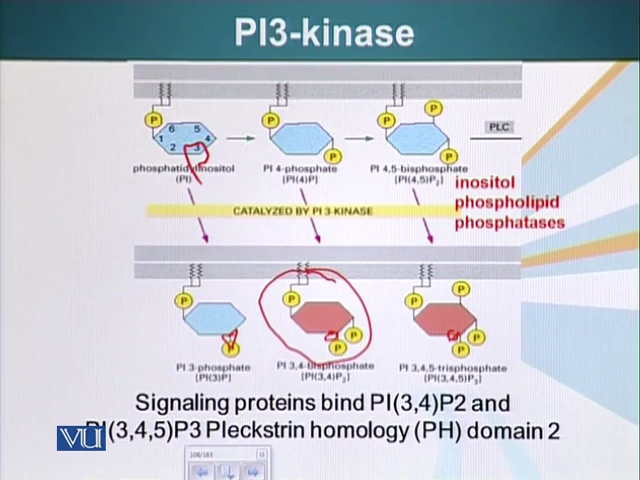 PI3-kinase
P P P P
P P
6 5
1 4
2 3
PLC
phosphatidylinositol PI 4-phosphate PI 4,5-bisphosphate
(PI) [PI(4)P] [PI(4,5)P2]
inositol
phospholipid
phosphatases
CATALYZED BY PI 3-KINASE
P P P P
P P P P P
PI 3-phosphate PI 3,4-bisphosphate PI 3,4,5-trisphosphate
[PI(3)P] [PI(3,4)P2] [PI(3,4,5)P3]
Signaling proteins bind PI(3,4)P2 and
PI(3,4,5)P3 Pleckstrin homology (PH) domain 2
VU
108/183